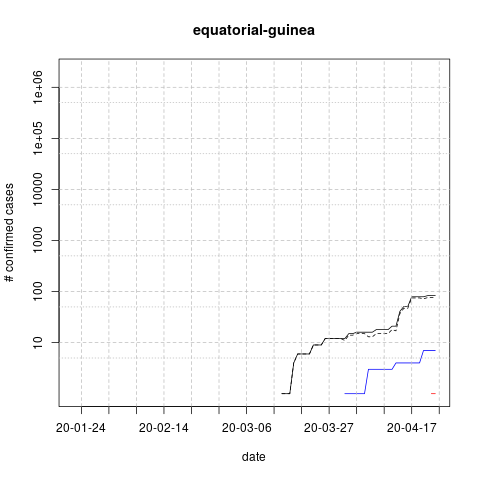 equatorial-guinea
# confirmed cases
1e+06
1e+05
10000
1000
100
10
20-01-24
20-02-14
20-03-06
20-03-27
20-04-17
date